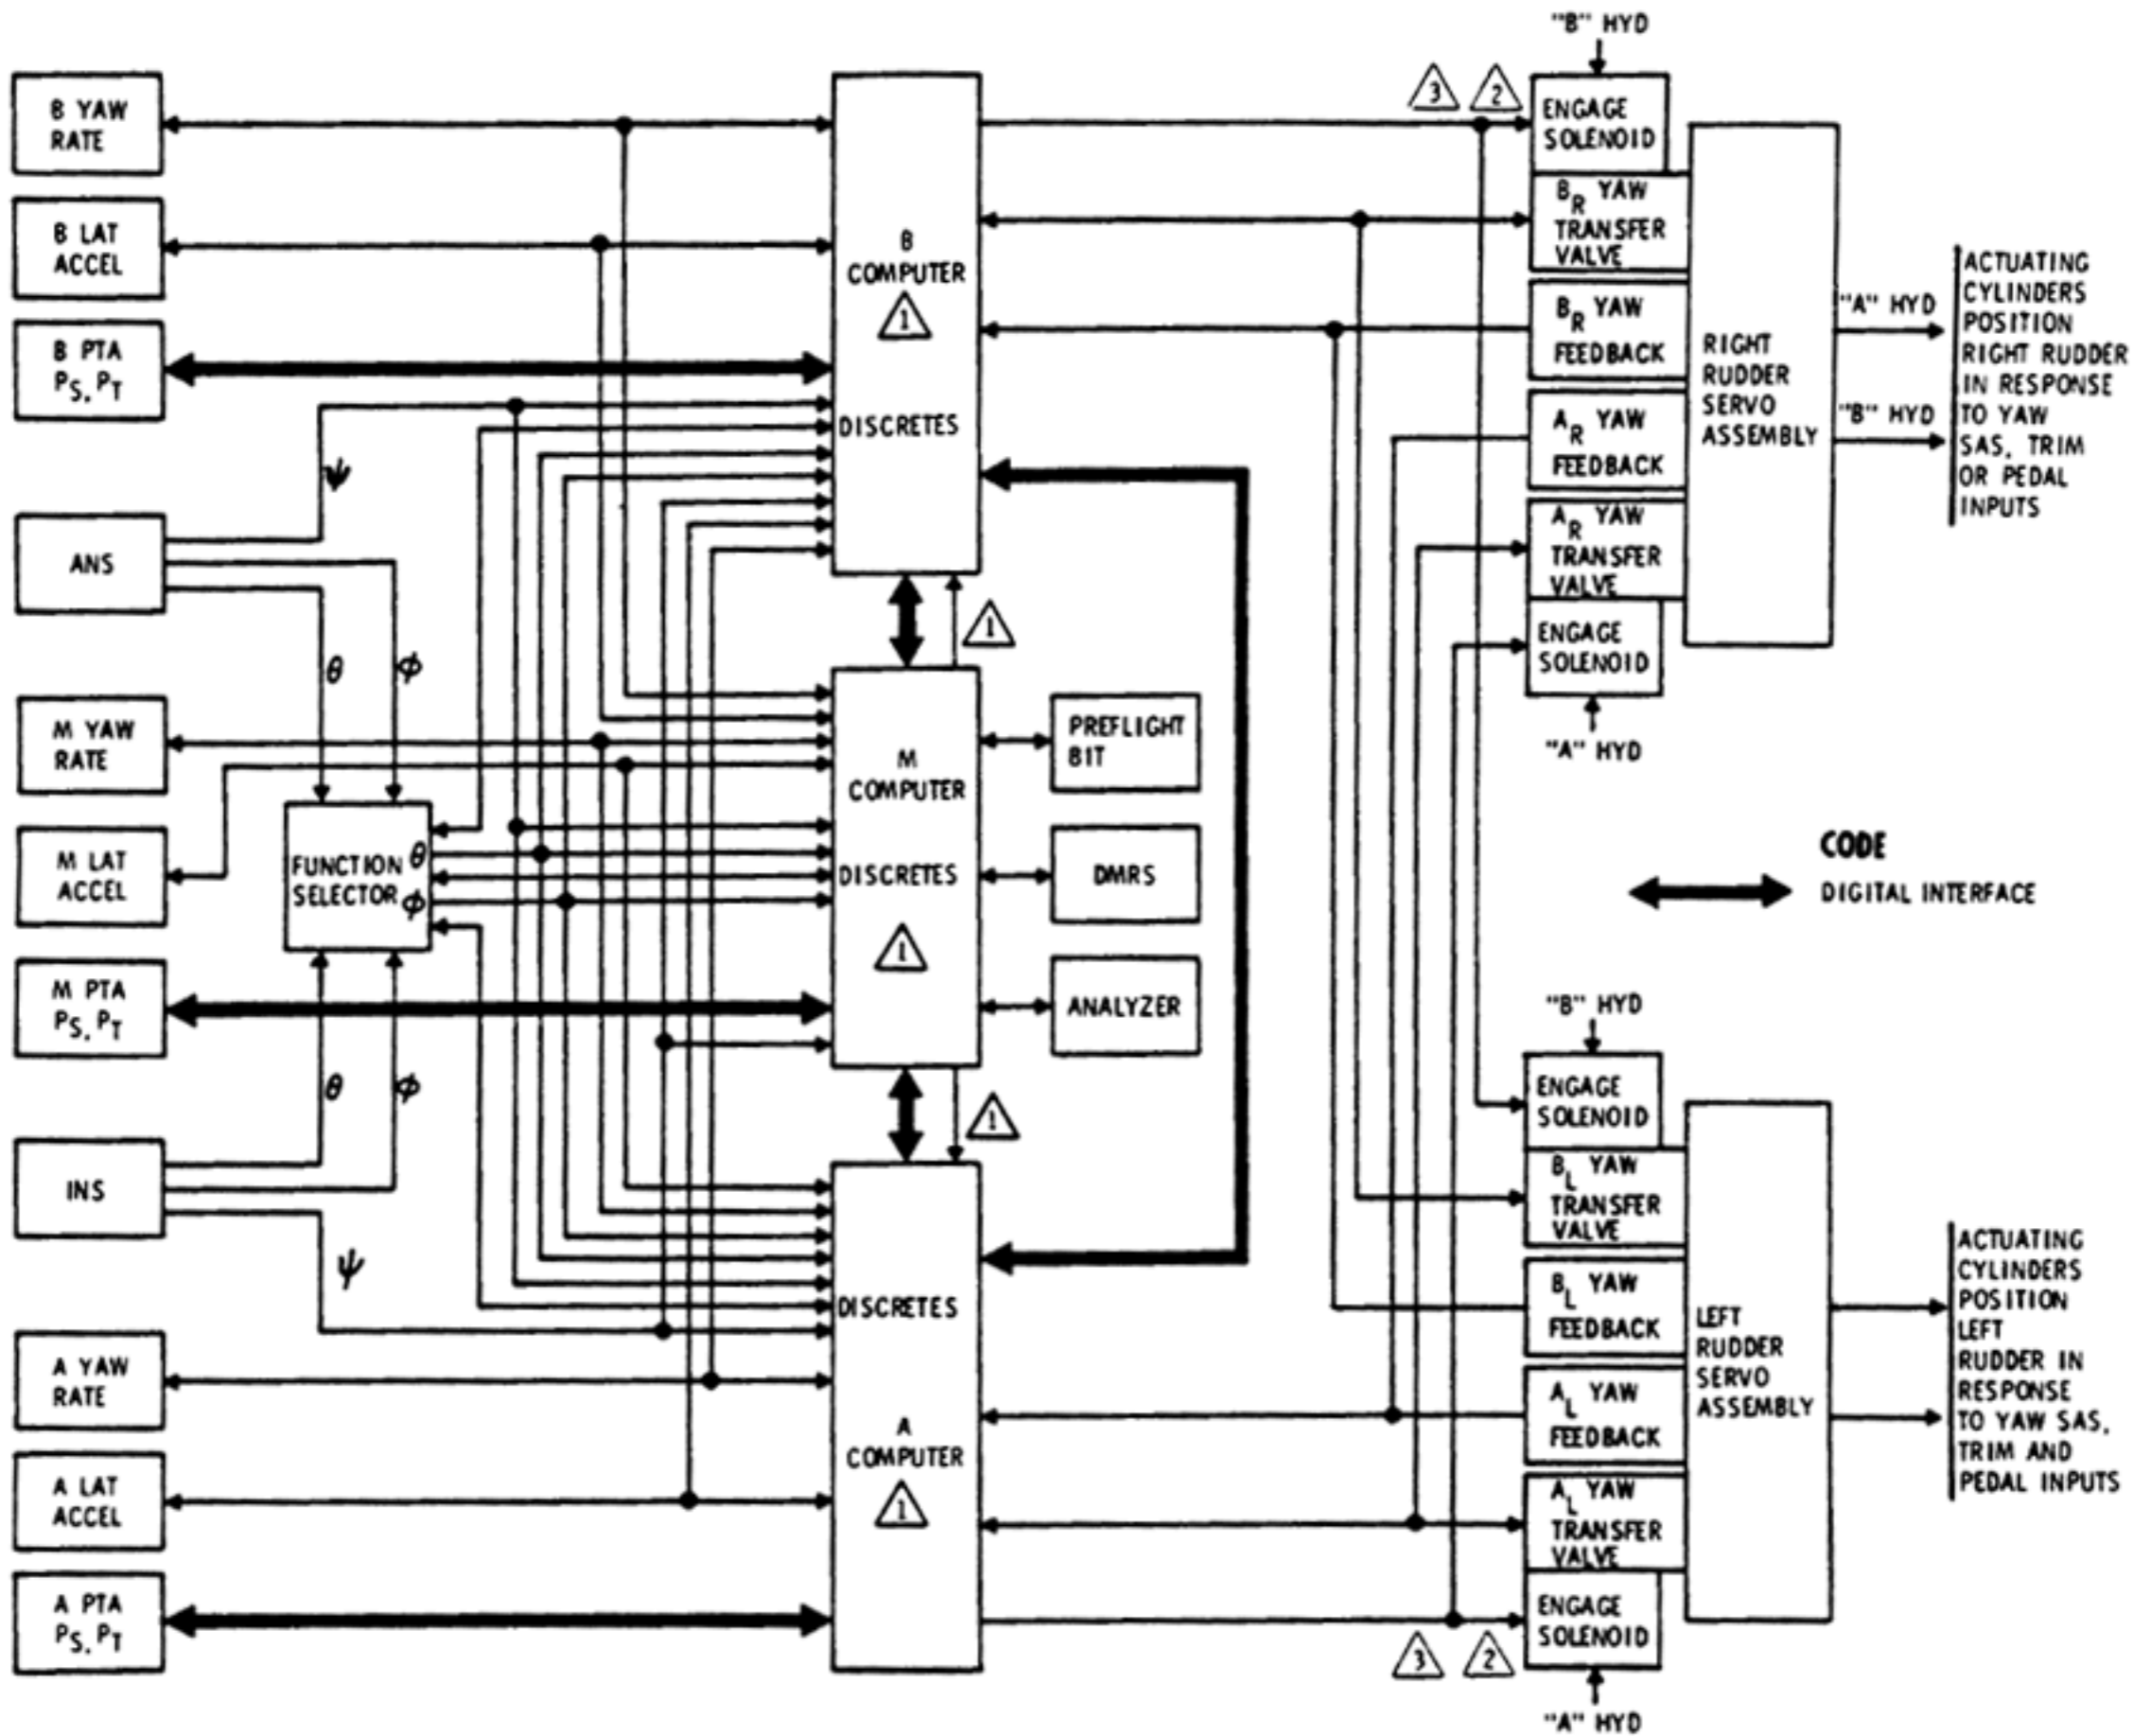 B YAW
RATE
B LAT
ACCEL
B PTA
PS, PT
ψ
ANS
θ
φ
M YAW
RATE
M LAT
ACCEL
FUNCTION
SELECTOR
θ
φ
M PTA
PS, PT
θ
φ
INS
ψ
A YAW
RATE
A LAT
ACCEL
A PTA
PS, PT
B
COMPUTER
1
DISCRETES
1
M
COMPUTER
DISCRETES
1
PREFLIGHT
BIT
DMRS
ANALYZER
1
DISCRETES
A
COMPUTER
1
"B" HYD
3
2
ENGAGE
SOLENOID
BR YAW
TRANSFER
VALVE
BR YAW
FEEDBACK
AR YAW
FEEDBACK
AR YAW
TRANSFER
VALVE
ENGAGE
SOLENOID
"A" HYD
RIGHT
RUDDER
SERVO
ASSEMBLY
"A" HYD
"B" HYD
ACTUATING
CYLINDERS
POSITION
RIGHT RUDDER
IN RESPONSE
TO YAW
SAS, TRIM
OR PEDAL
INPUTS
CODE
DIGITAL INTERFACE
"B" HYD
ENGAGE
SOLENOID
BL YAW
TRANSFER
VALVE
BL YAW
FEEDBACK
AL YAW
FEEDBACK
AL YAW
TRANSFER
VALVE
ENGAGE
SOLENOID
3
2
"A" HYD
LEFT
RUDDER
SERVO
ASSEMBLY
ACTUATING
CYLINDERS
POSITION
LEFT
RUDDER IN
RESPONSE
TO YAW SAS,
TRIM AND
PEDAL INPUTS